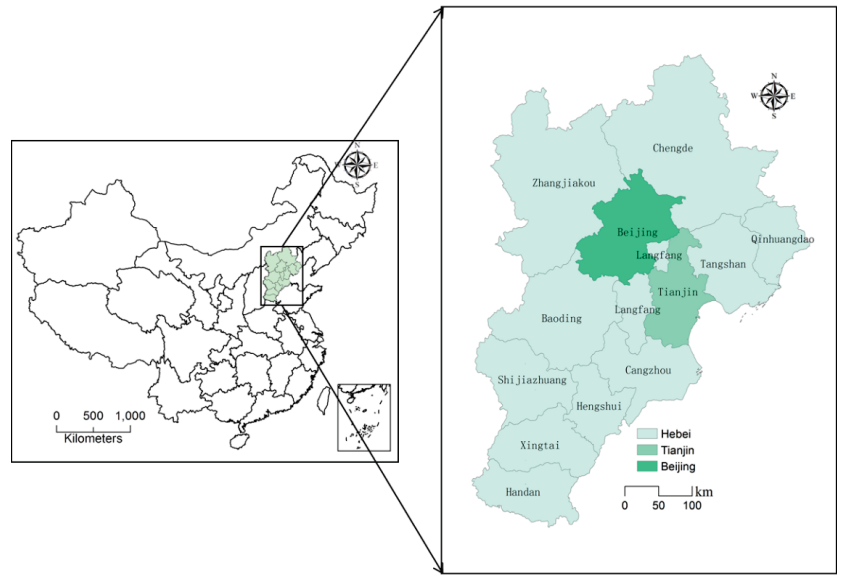 N
W E
S
0 500 1,000
Kilometers
N
W E
S
Chengde
Zhangjiakou
Beijing
Qinhuangdao
Langfang
Tangshan
Tianjin
Langfang
Baoding
Cangzhou
Shijiazhuang
Hengshui
Xingtai
Handan
Hebei
Tianjin
Beijing
km
0 50 100